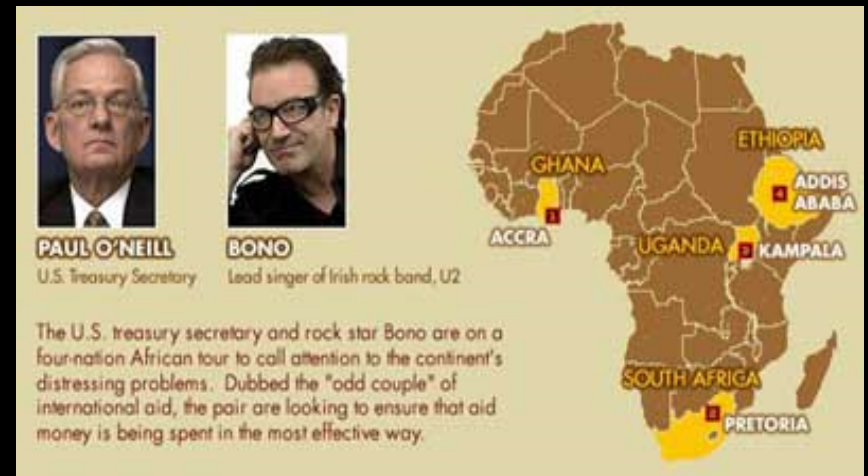 PAUL O'NEILL
U.S. Treasury Secretary
BONO
Lead singer of Irish rock band, U2
The U.S. treasury secretary and rock star Bono are on a
four-nation African tour to call attention to the continent's
distressing problems. Dubbed the "odd couple" of
international aid, the pair are looking to ensure that aid
money is being spent in the most effective way.
GHANA
1
ACCRA
ETHIOPIA
4
ADDIS
ABABA
UGANDA
3
KAMPALA
SOUTH AFRICA
2
PRETORIA